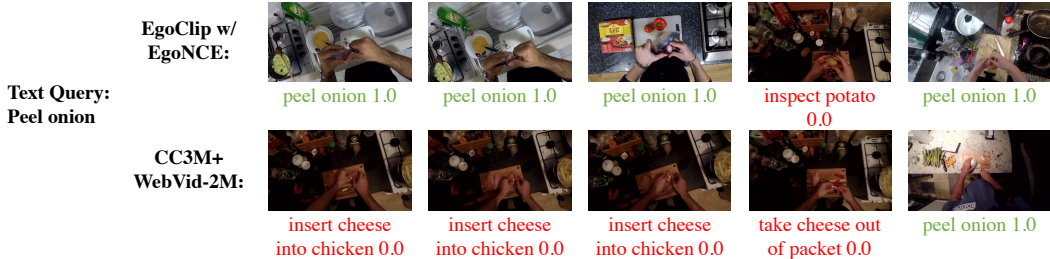 EgoClip w/
EgoNCE:
Text Query:
Peel onion
peel onion 1.0
peel onion 1.0
peel onion 1.0
inspect potato
0.0
peel onion 1.0
CC3M+
WebVid-2M:
insert cheese
into chicken 0.0
insert cheese
into chicken 0.0
insert cheese
into chicken 0.0
take cheese out
of packet 0.0
peel onion 1.0